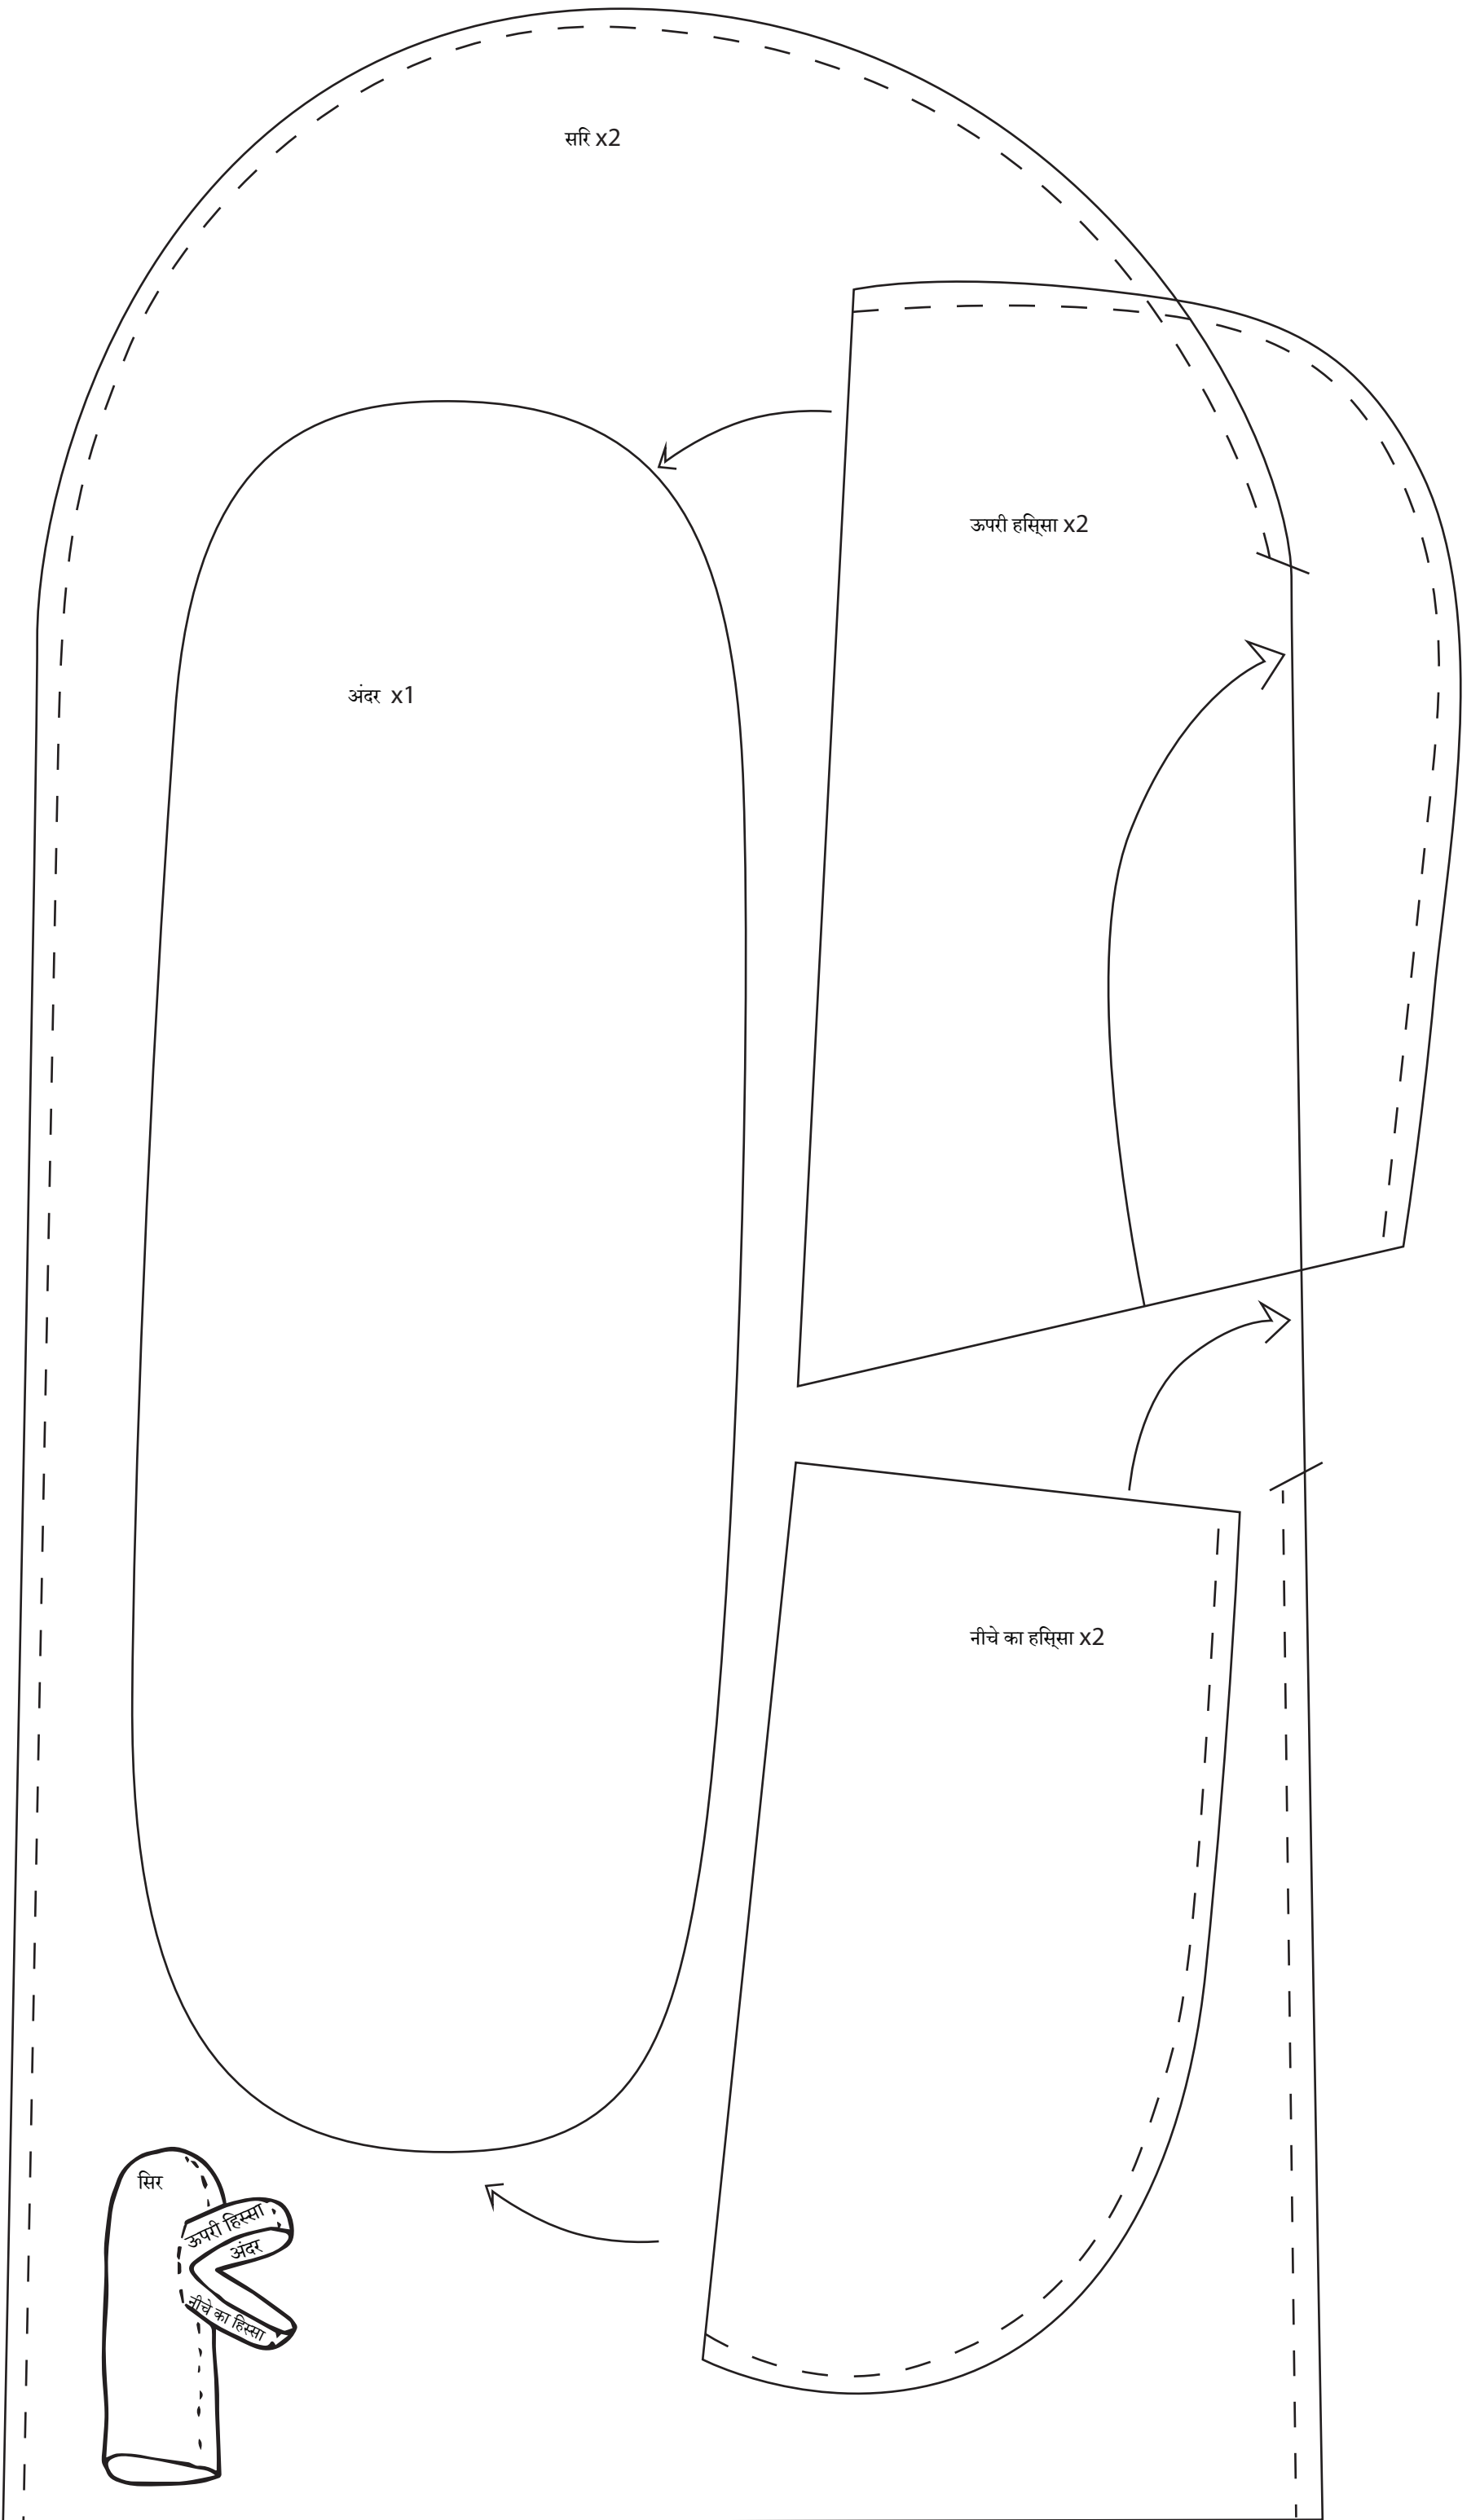 सरि x2
ऊपरी हसि्सा x2
अंदर x1
नीचे का हसि्सा x2
सिर
ऊपरी हिस्सा
अंदर
नीचे का हिस्सा